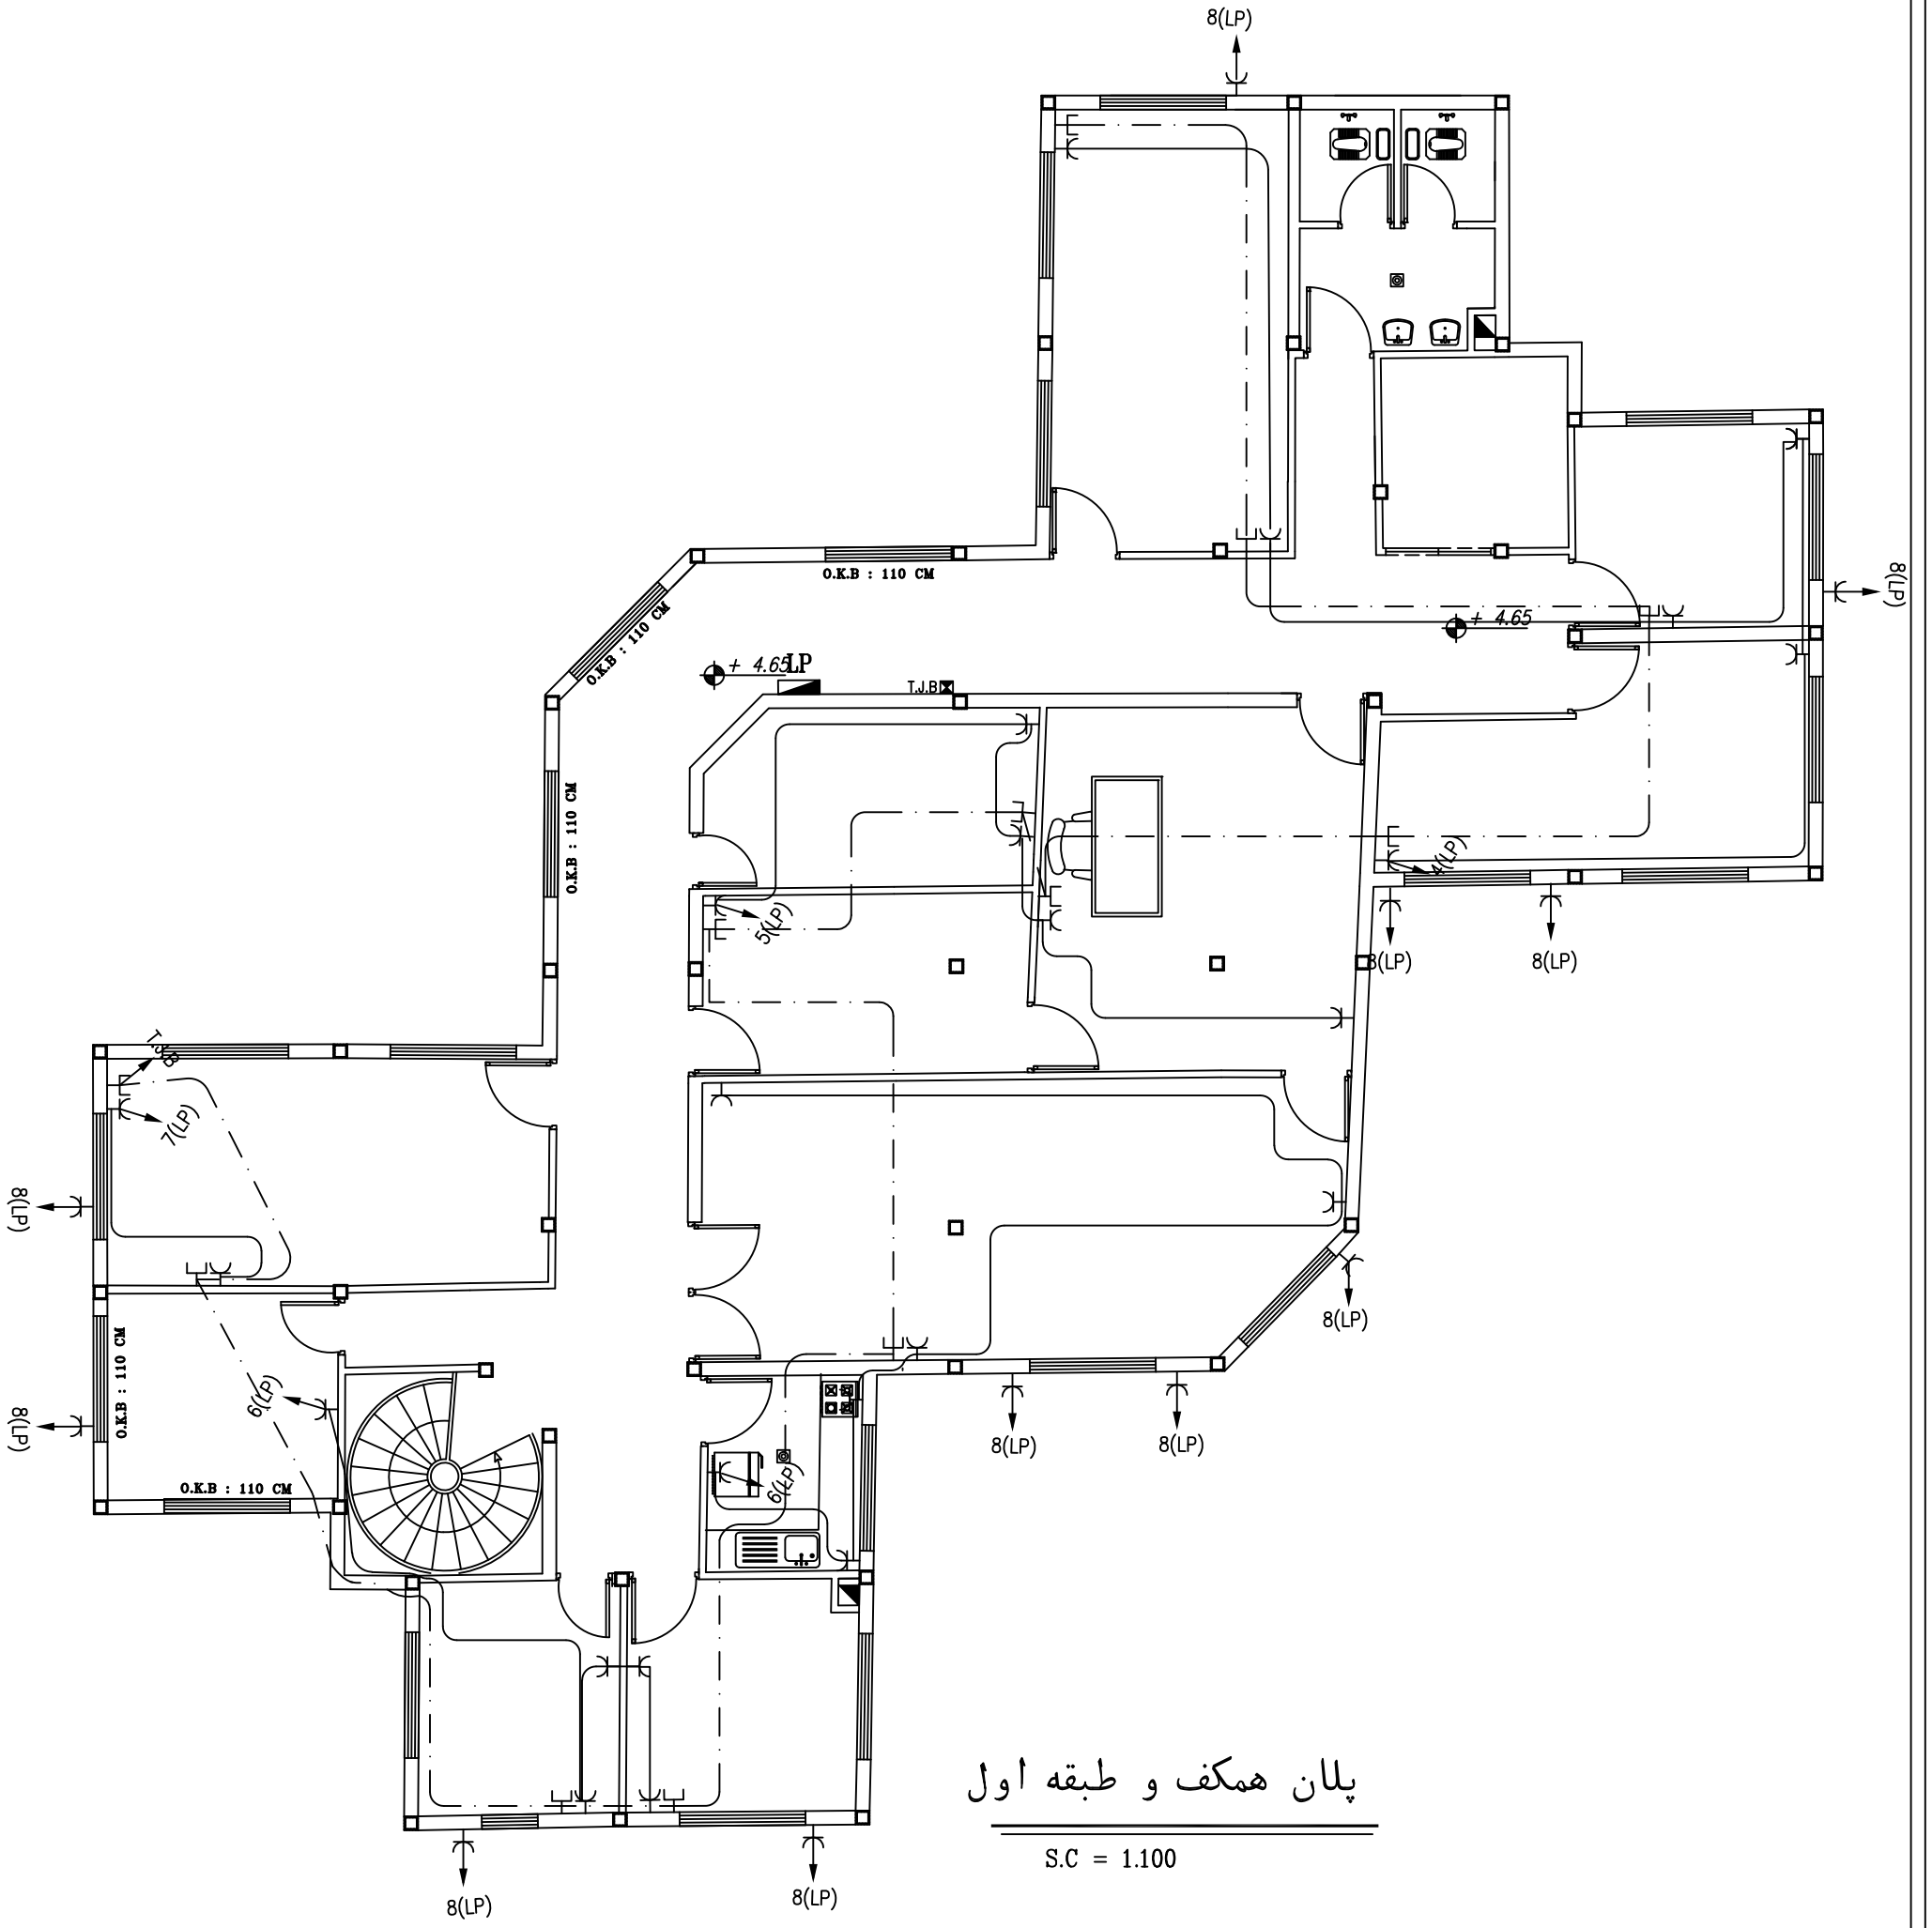 8(LP)
8(LP)
O.K.B : 110 CM
O.K.B : 110 CM
+ 4.65
+ 4.65
LP
T.J.B
O.K.B : 110 CM
4(LP)
5(LP)
8(LP)
8(LP)
T.J.B
7(LP)
8(LP)
8(LP)
O.K.B : 110 CM
6(LP)
8(LP)
8(LP)
8(LP)
O.K.B : 110 CM
6(LP)
پلان همکف و طبقه اول
S.C = 1.100
8(LP)
8(LP)